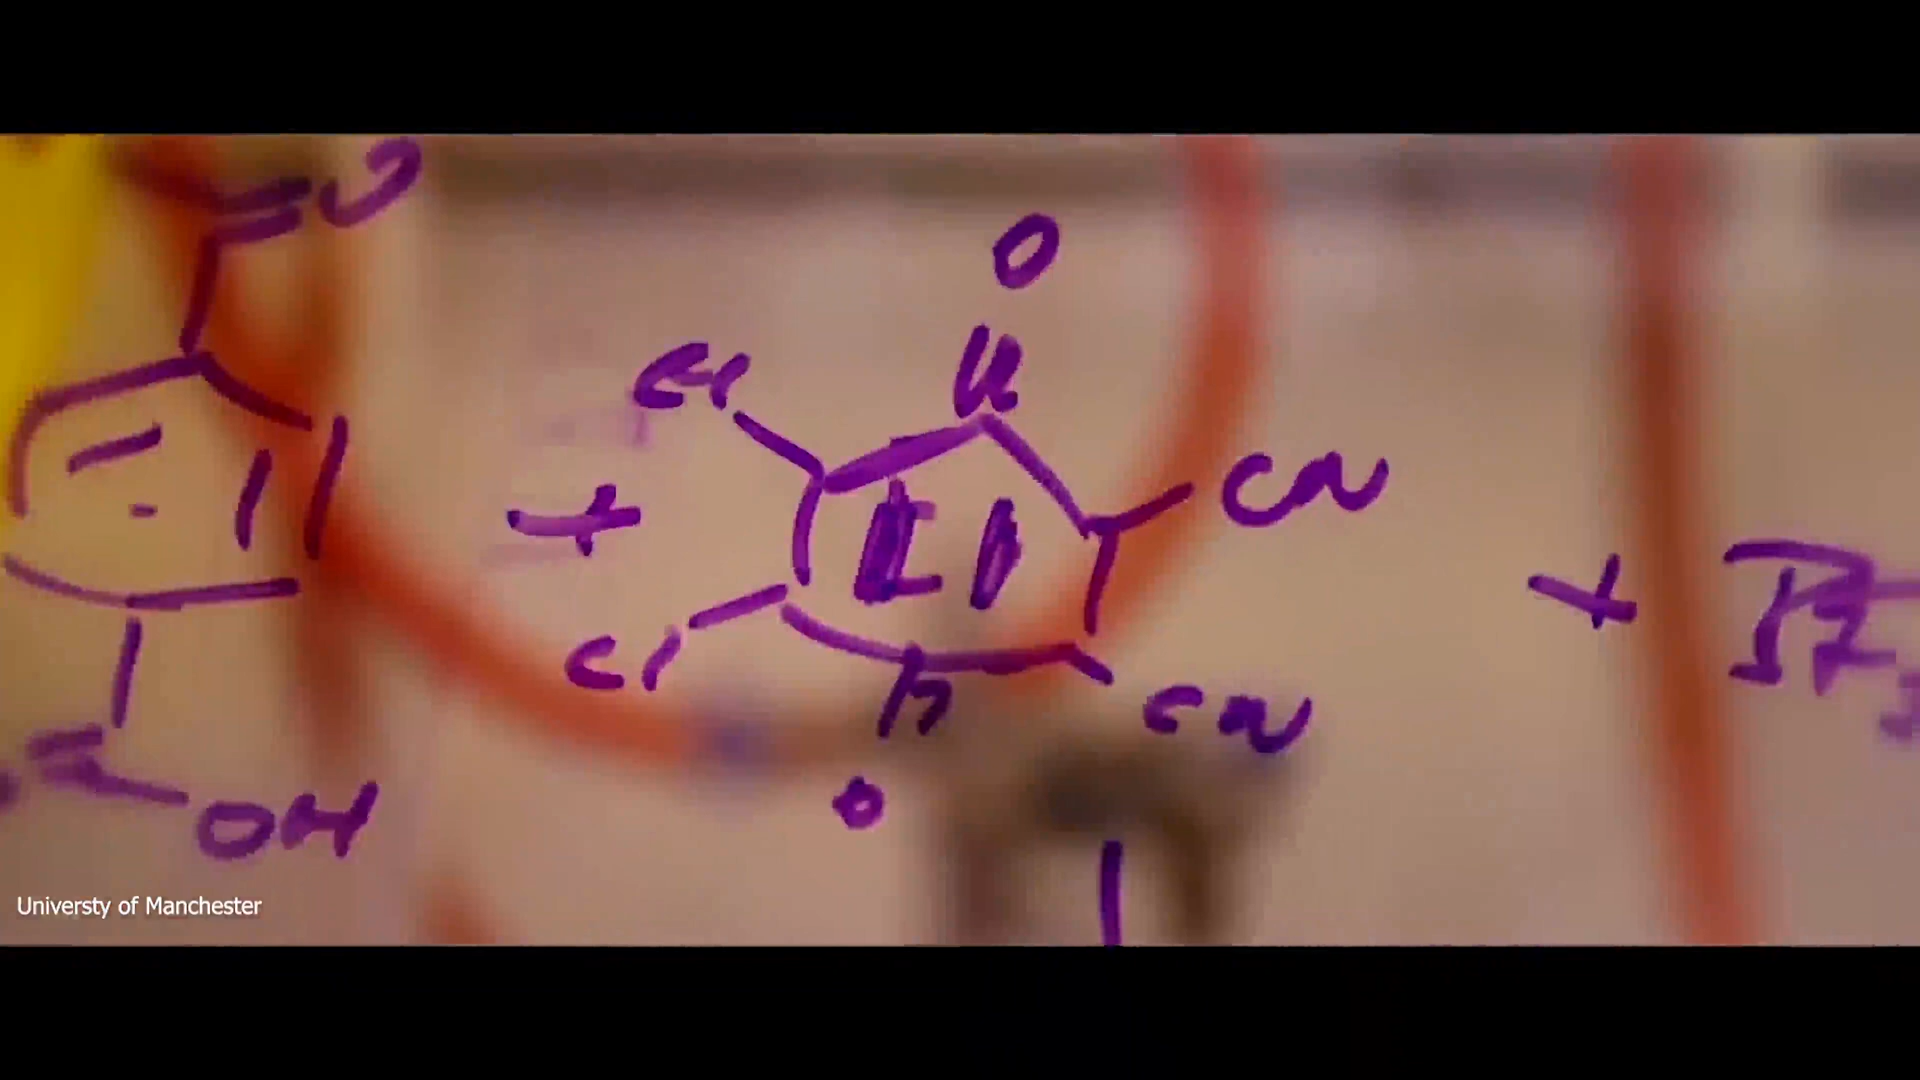 O
O
Cl
CN
+
+
Cl
CN
OH
O
Universty of Manchester